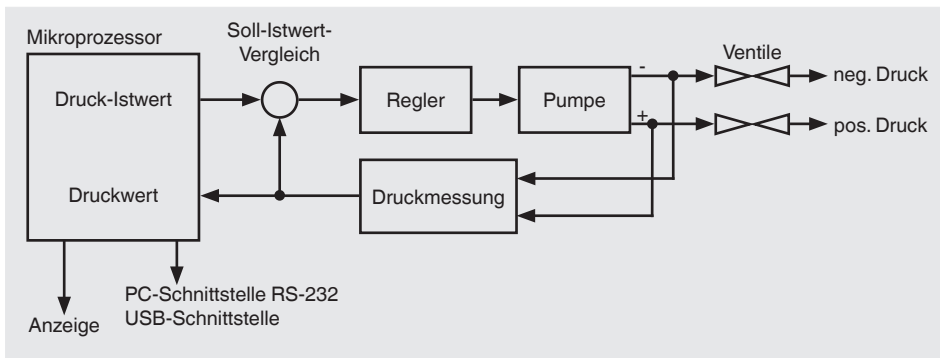 Mikroprozessor
Soll-Istwert-
Vergleich
Ventile
Druck-Istwert
Regler
Pumpe
-
+
neg. Druck
pos. Druck
Druckwert
Druckmessung
PC-Schnittstelle RS-232
USB-Schnittstelle
Anzeige